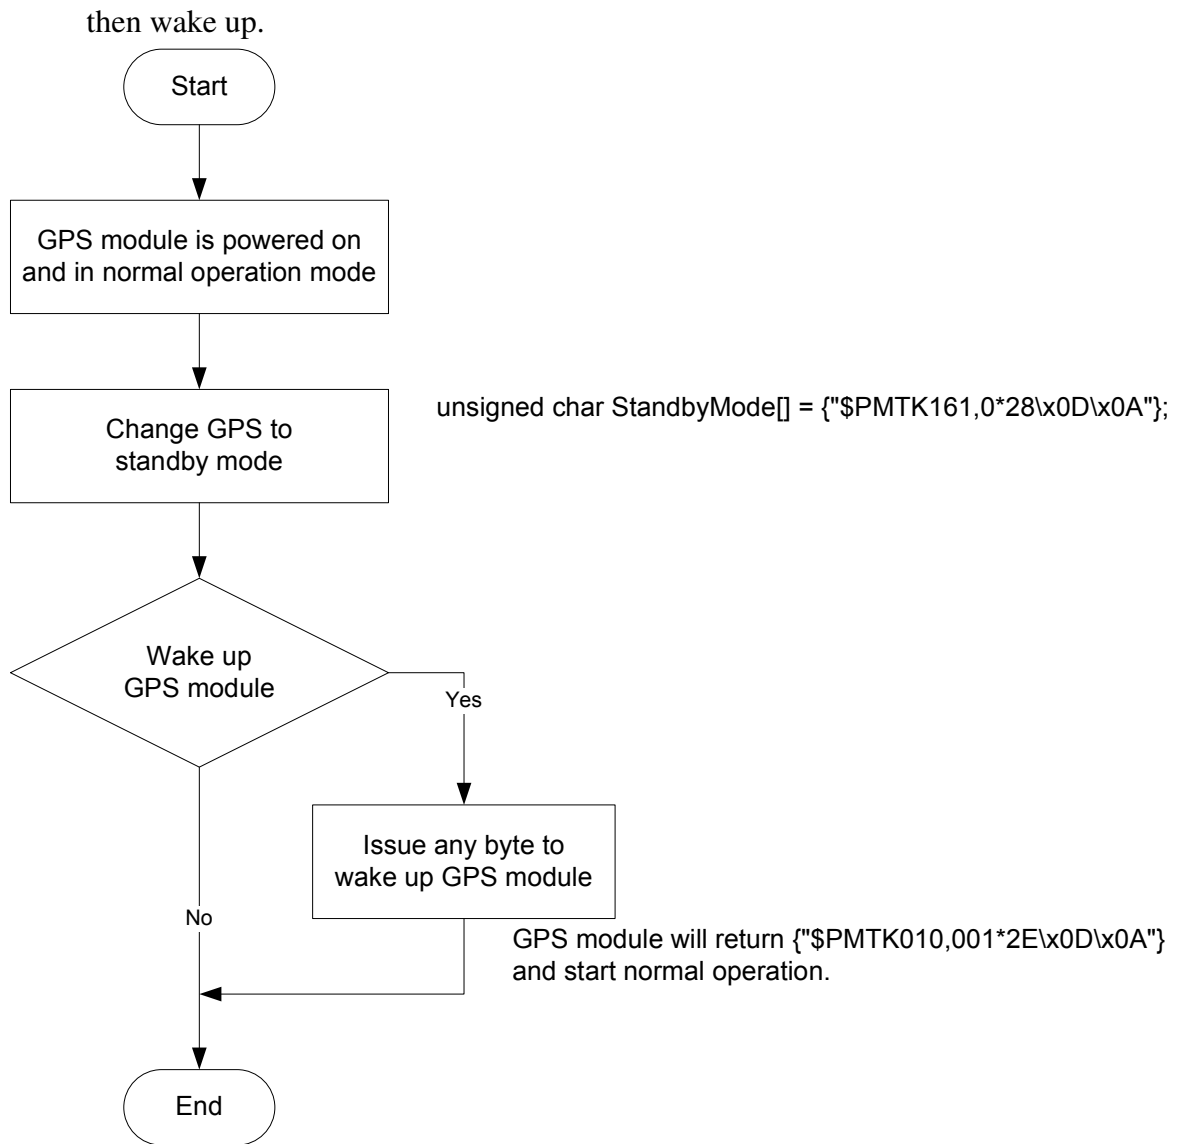 then wake up.
Start
GPS module is powered on
and in normal operation mode
Change GPS to
standby mode
unsigned char StandbyMode[] = {"$PMTK161,0*28\x0D\x0A"};
Wake up
GPS module
Yes
Issue any byte to
wake up GPS module
No
GPS module will return {"$PMTK010,001*2E\x0D\x0A"}
and start normal operation.
End